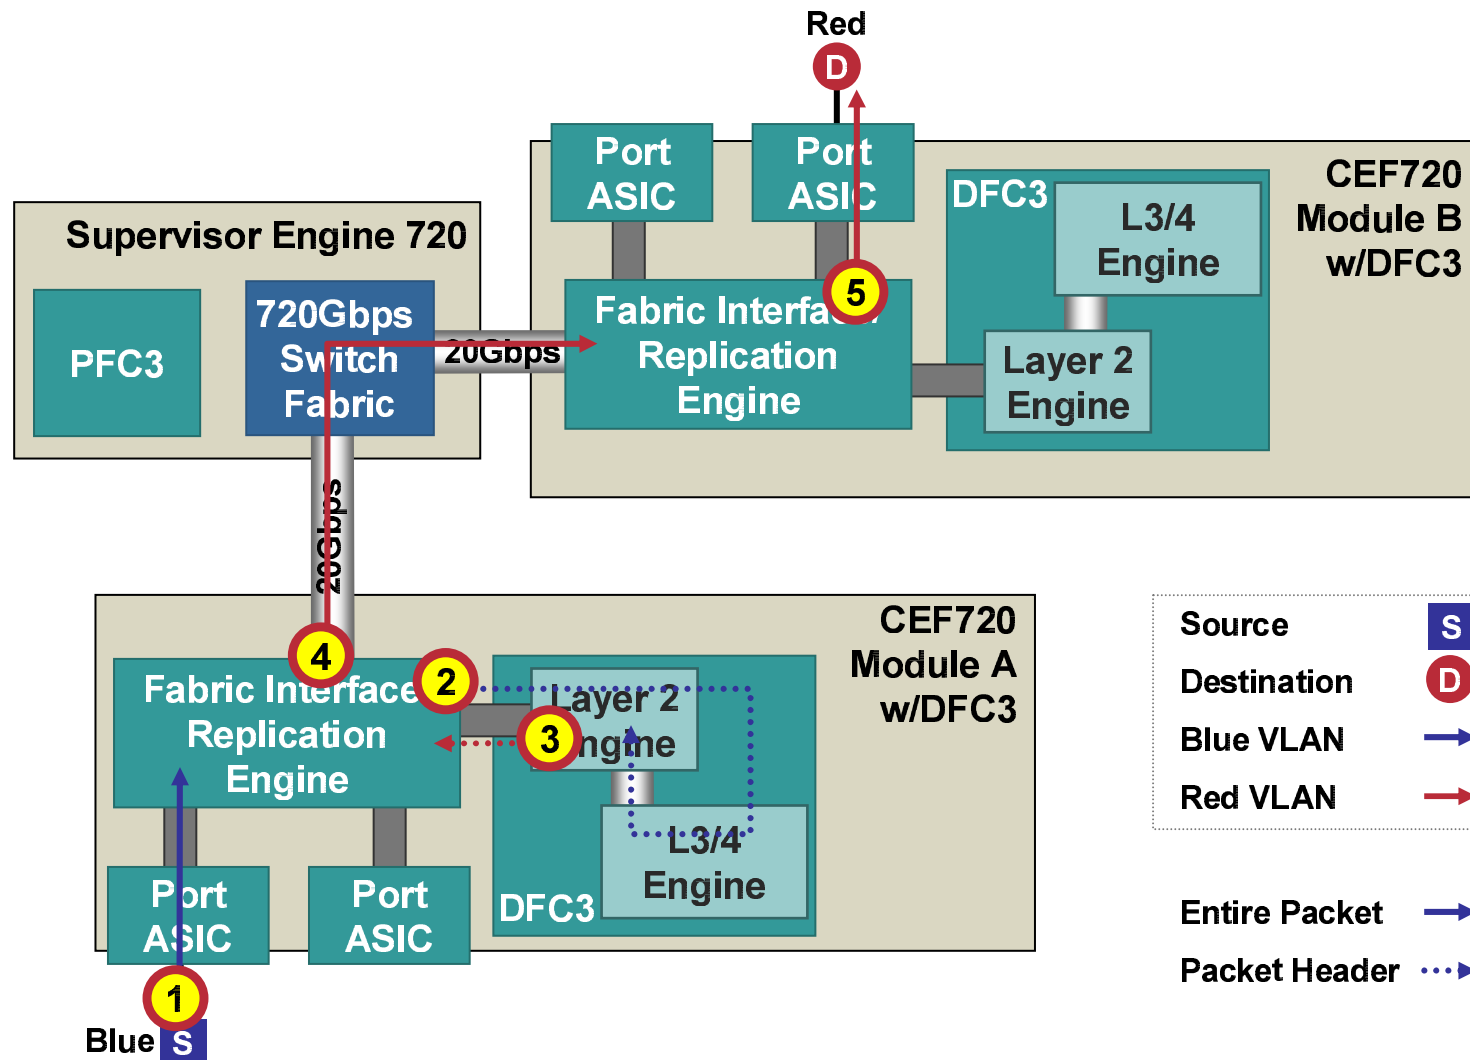 Red
D
Port
ASIC
Port
ASIC
CEF720
Module B
w/DFC3
DFC3
L3/4
Engine
Layer 2
Engine
Supervisor Engine 720
PFC3
720Gbps
Switch
Fabric
20Gbps
Fabric Interface
Replication
Engine
5
20Gbps
CEF720
Module A
w/DFC3
4
2
Fabric Interface
Replication
Engine
3
Layer 2
Engine
L3/4
Engine
DFC3
Port
ASIC
Port
ASIC
1
Blue
S
Source
S
Destination
D
Blue VLAN
Red VLAN
Entire Packet
Packet Header